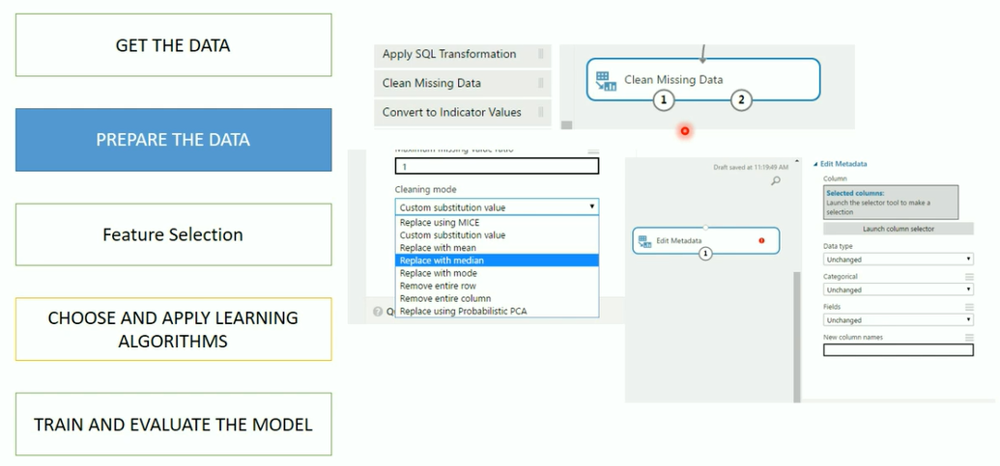 GET THE DATA
PREPARE THE DATA
Feature Selection
CHOOSE AND APPLY LEARNING
ALGORITHMS
TRAIN AND EVALUATE THE MODEL
Apply SQL Transformation
Clean Missing Data
Convert to Indicator Values
Clean Missing Data
1
2
Maximum missing value ratio
1
Cleaning mode
Custom substitution value
Replace using MICE
Custom substitution value
Replace with mean
Replace with median
Replace with mode
Remove entire row
Remove entire column
Replace using Probabilistic PCA
Draft saved at 11:19:49 AM
Edit Metadata
1
Edit Metadata
Column
Selected columns:
Launch the selector tool to make a
selection
Launch column selector
Data type
Unchanged
Categorical
Unchanged
Fields
Unchanged
New column names